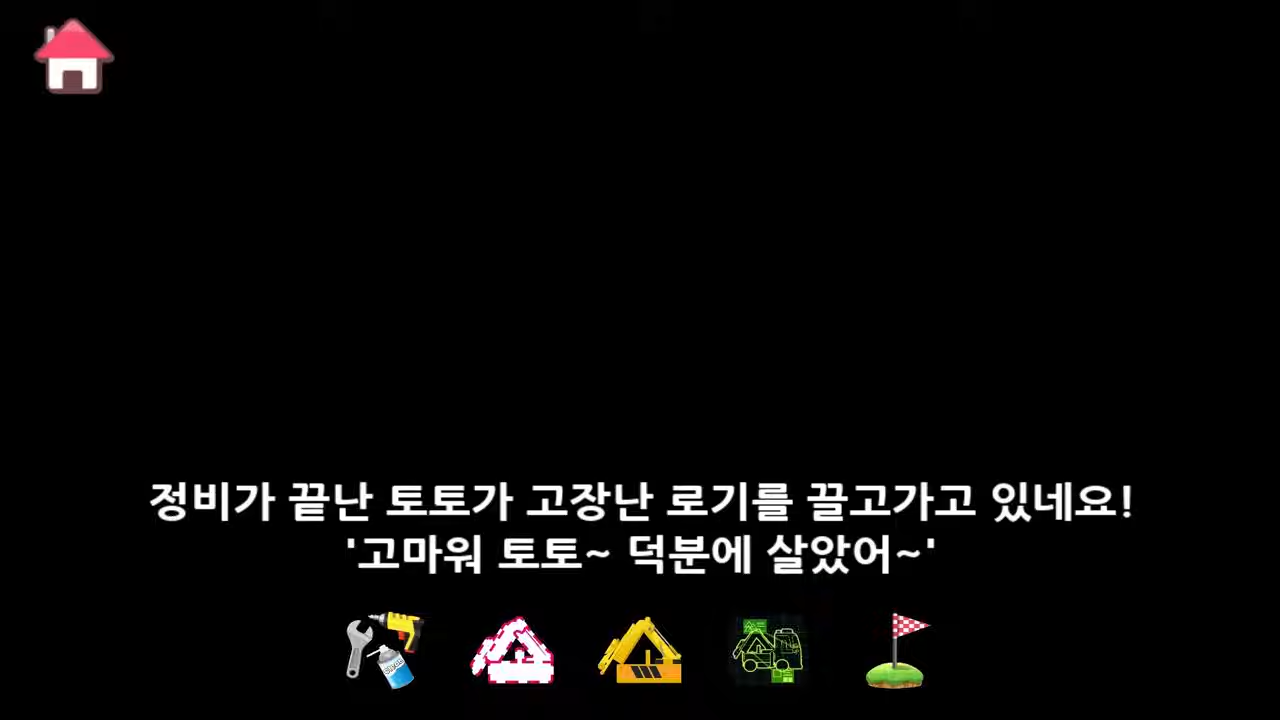 정비가 끝난 토토가 고장난 로기를 끌고가고 있네요!
'고마워 토토~ 덕분에 살았어~'